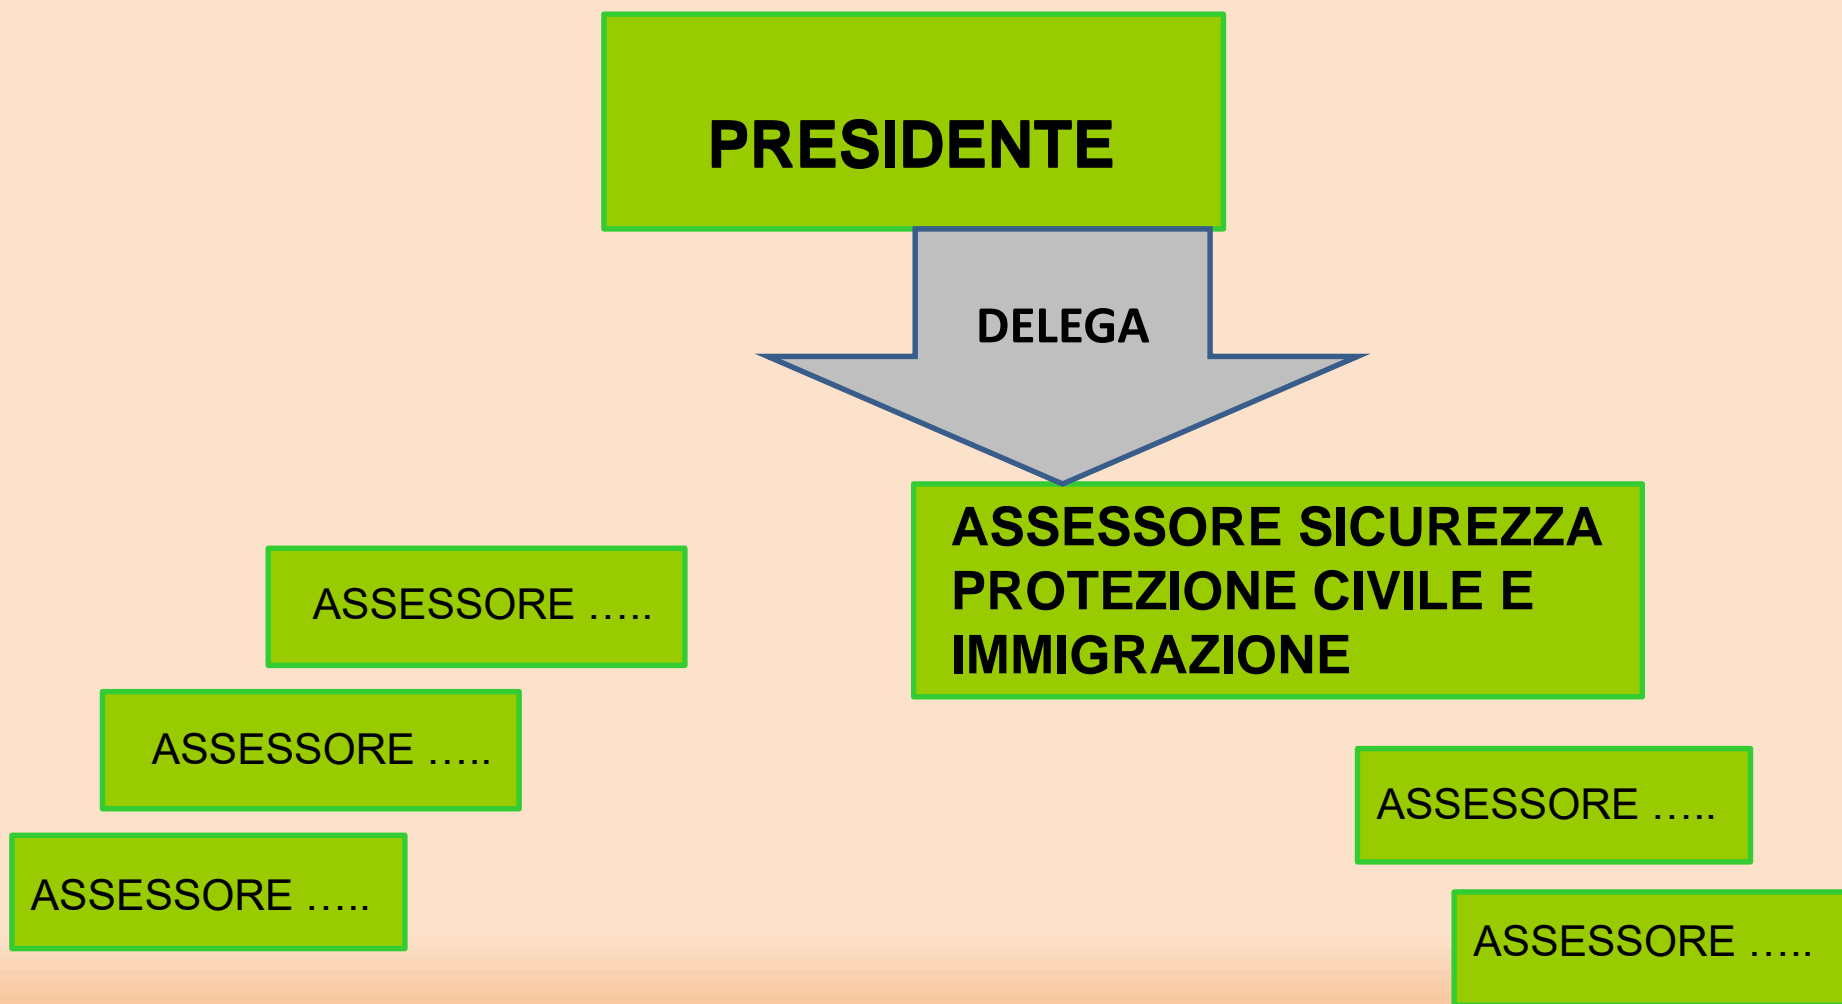 PRESIDENTE
DELEGA
ASSESSORE SICUREZZA
PROTEZIONE CIVILE E
IMMIGRAZIONE
ASSESSORE …..
ASSESSORE …..
ASSESSORE …..
ASSESSORE …..
ASSESSORE …..